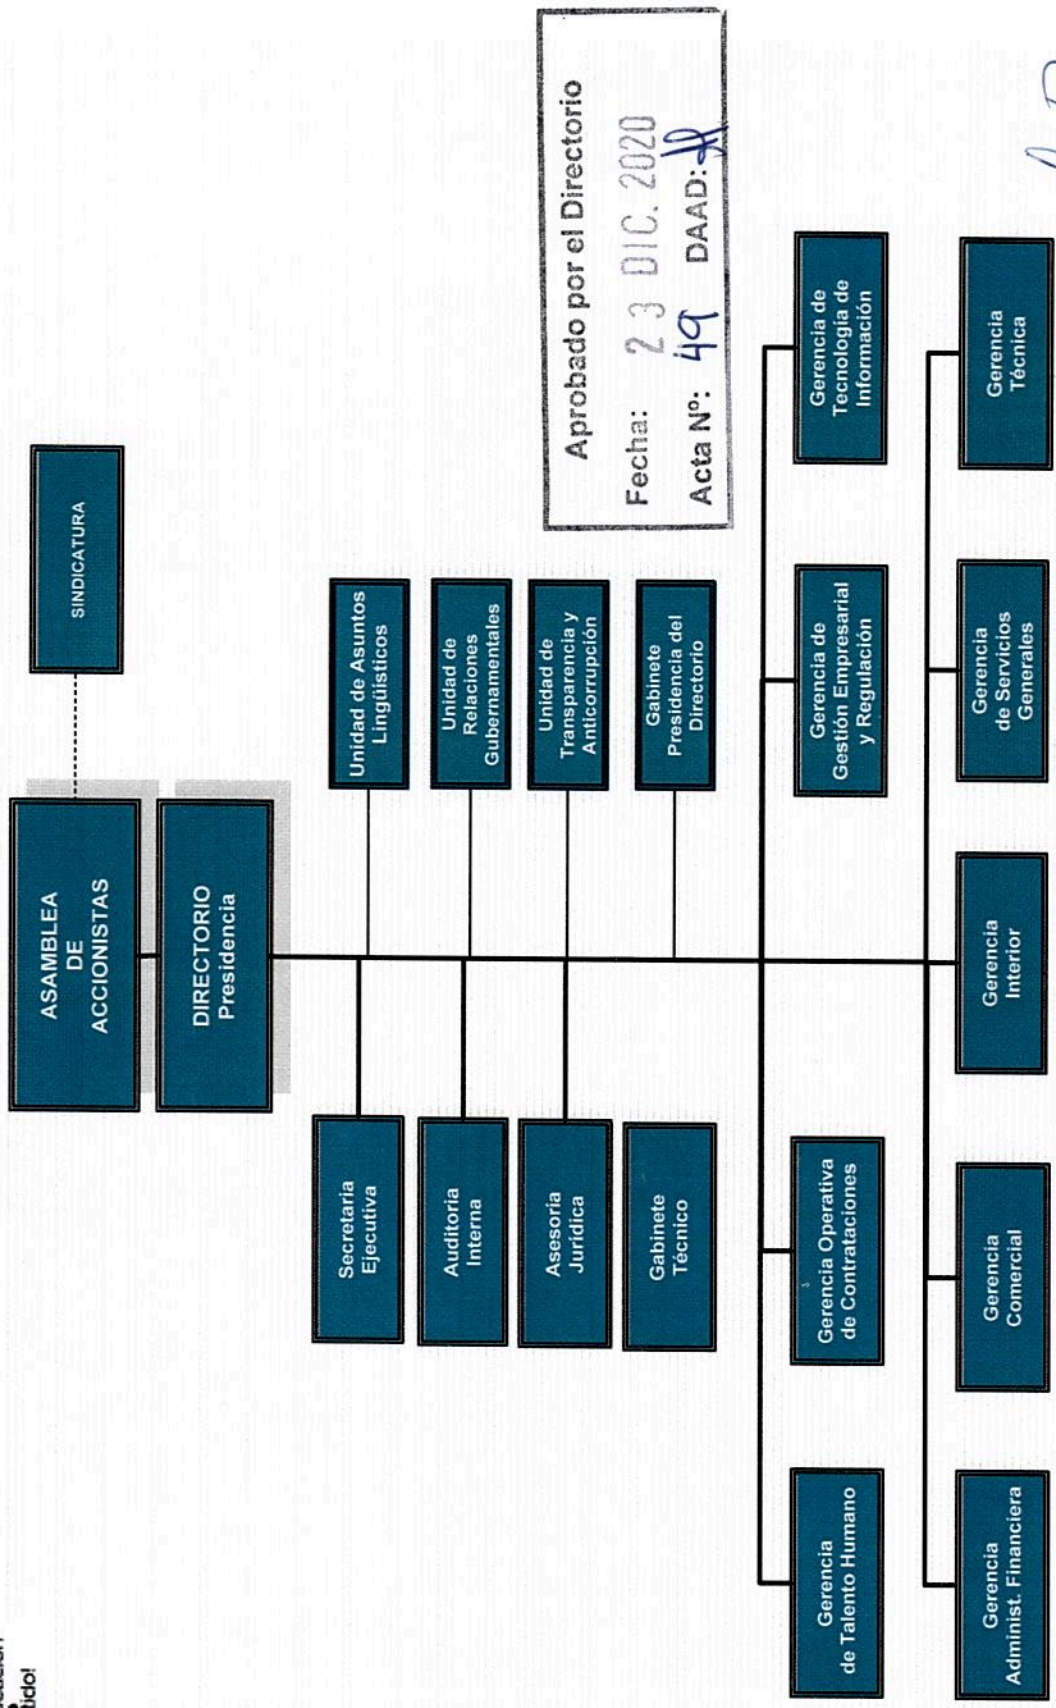 tido!
ASAMBLEA
DE
ACCIONISTAS
SINDICATURA
DIRECTORIO
Presidencia
Secretaria
Ejecutiva
Unidad de Asuntos
Lingüísticos
Auditoria
Interna
Unidad de
Relaciones
Gubernamentales
Asesoria
Jurídica
Unidad de
Transparencia y
Anticorrupción
Gabinete
Técnico
Gabinete
Presidencia del
Directorio
Aprobado por el Directorio
Fecha: 23 DIC. 2020
Acta Nº: 49 DAAD:
Gerencia
de Talento Humano
Gerencia Operativa
de Contrataciones
Gerencia de
Gestión Empresarial
y Regulación
Gerencia de
Tecnología de
Información
Gerencia
Administ. Financiera
Gerencia
Comercial
Gerencia
Interior
Gerencia
de Servicios
Generales
Gerencia
Técnica